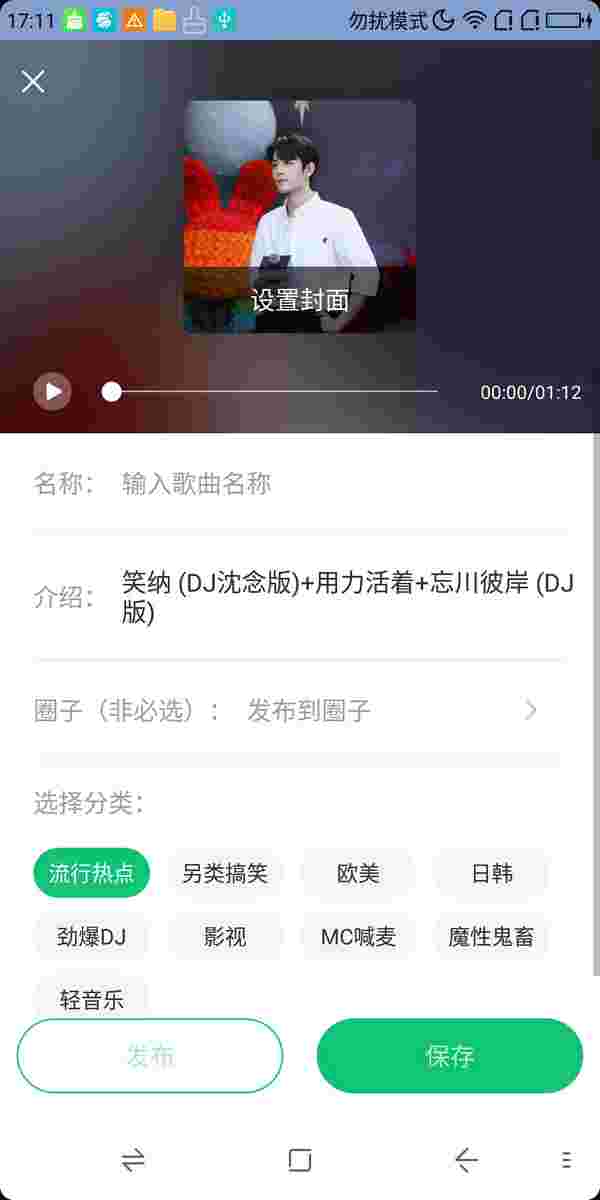 17:11 勿扰模式
设置封面
00:00/01:12
名称： 输入歌曲名称
介绍： 笑纳 (DJ沈念版)+用力活着+忘川彼岸 (DJ
版)
圈子（非必选）： 发布到圈子
选择分类：
流行热点 另类搞笑 欧美 日韩
劲爆DJ 影视 MC喊麦 魔性鬼畜
轻音乐
发布 保存